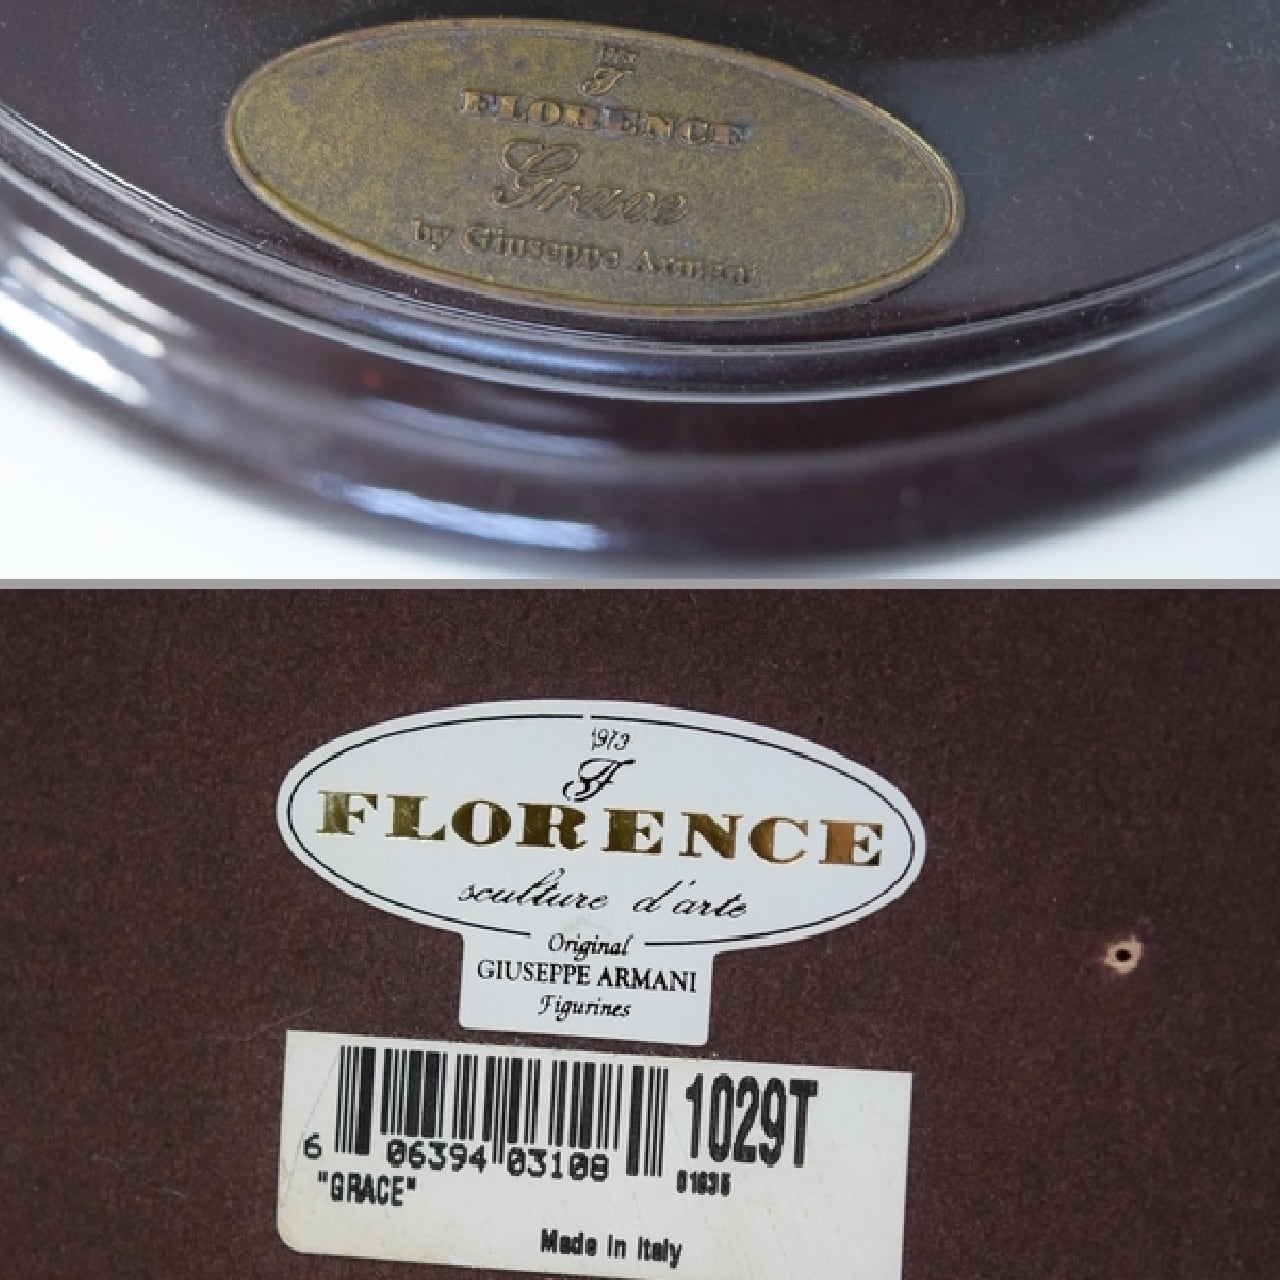 F
FLORENCE
Grace
by Giuseppe Armani
1973
F
FLORENCE
sculture d'arte
Original
GIUSEPPE ARMANI
Figurines
1029T
6 06394 03108
"GRACE"
Made in Italy